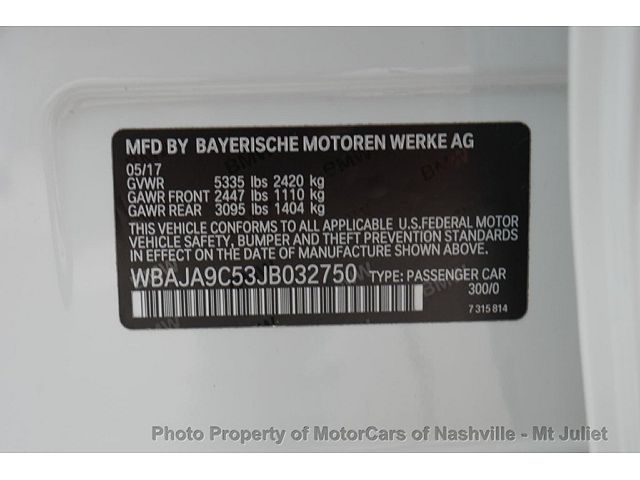 MFD BY BAYERISCHE MOTOREN WERKE AG
05/17
GVWR 5335 lbs 2420 kg
GAWR FRONT 2447 lbs 1110 kg
GAWR REAR 3095 lbs 1404 kg
THIS VEHICLE CONFORMS TO ALL APPLICABLE U.S.FEDERAL MOTOR
VEHICLE SAFETY, BUMPER AND THEFT PREVENTION STANDARDS
IN EFFECT ON THE DATE OF MANUFACTURE SHOWN ABOVE.
WBAJA9C53JB032750 TYPE: PASSENGER CAR
300/0
7 315 814
Photo Property of MotorCars of Nashville - Mt Juliet